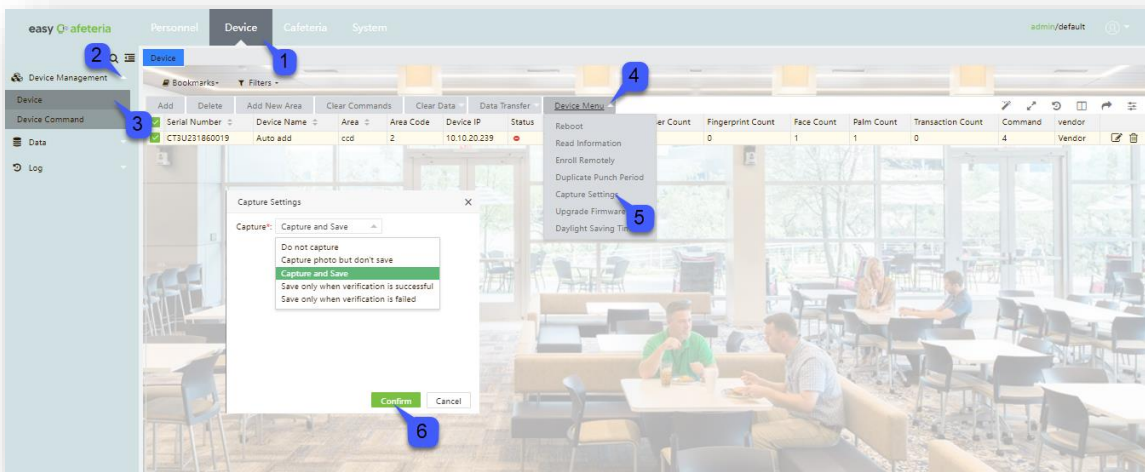 easy afeteria
Personnel Device Cafeteria System
admin/default
1
2
Device
Device Management
Bookmarks Filters
4
Device
3
Add Delete Add New Area Clear Commands Clear Data Data Transfer Device Menu
Device Command
Serial Number Device Name Area Area Code Device IP Status er Count Fingerprint Count Face Count Palm Count Transaction Count Command vendor
CT3U231860019 Auto add ccd 2 10.10.20.239 0 1 1 0 4 Vendor
Data
Log
Reboot
Read Information
Enroll Remotely
Duplicate Punch Period
Capture Settings
5
Upgrade Firmware
Daylight Saving
Capture Settings
Capture*: Capture and Save
Do not capture
Capture photo but don't save
Capture and Save
Save only when verification is successful
Save only when verification is failed
Confirm Cancel
6